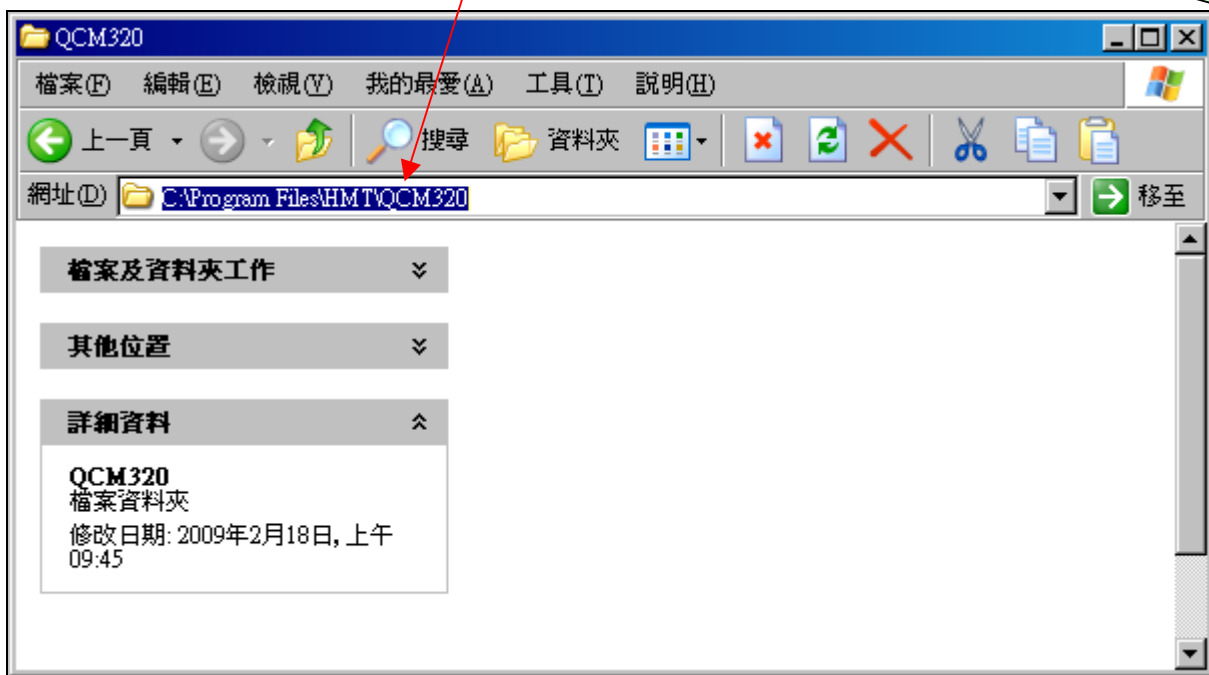 QCM320
檔案(F) 編輯(E) 檢視(V) 我的最愛(A) 工具(T) 說明(H)
上一頁 搜尋 資料夾
網址(D) C:\Program Files\HMT\QCM320 移至
檔案及資料夾工作
其他位置
詳細資料
QCM320
檔案資料夾
修改日期: 2009年2月18日, 上午
09:45